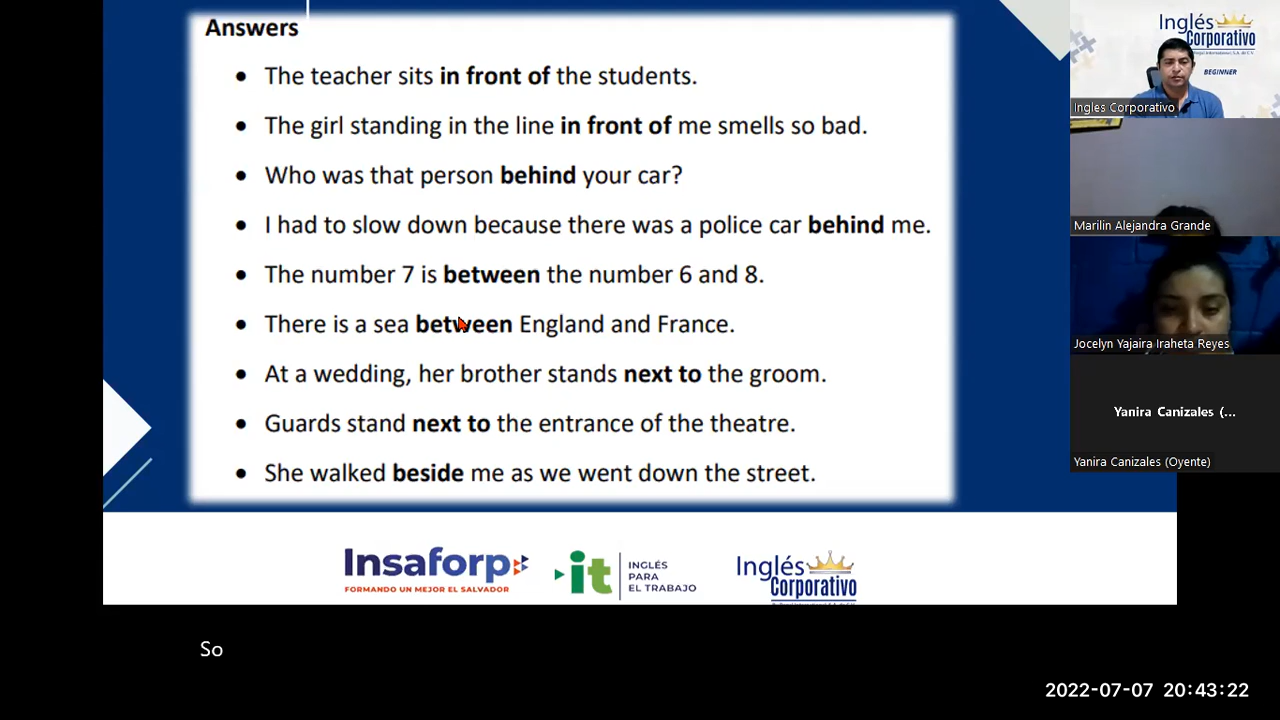 Answers
The teacher sits in front of the students.
The girl standing in the line in front of me smells so bad.
Who was that person behind your car?
I had to slow down because there was a police car behind me.
The number 7 is between the number 6 and 8.
There is a sea between England and France.
At a wedding, her brother stands next to the groom.
Guards stand next to the entrance of the theatre.
She walked beside me as we went down the street.
Insaforp
FORMANDO UN MEJOR EL SALVADOR
it
INGLÉS
PARA
EL TRABAJO
Inglés
Corporativo
Inglés
Corporativo
BEGINNER
Ingles Corporativo
Marilin Alejandra Grande
Jocelyn Yajaira Iraheta Reyes
Yanira Canizales (...
Yanira Canizales (Oyente)
So
2022-07-07 20:43:22